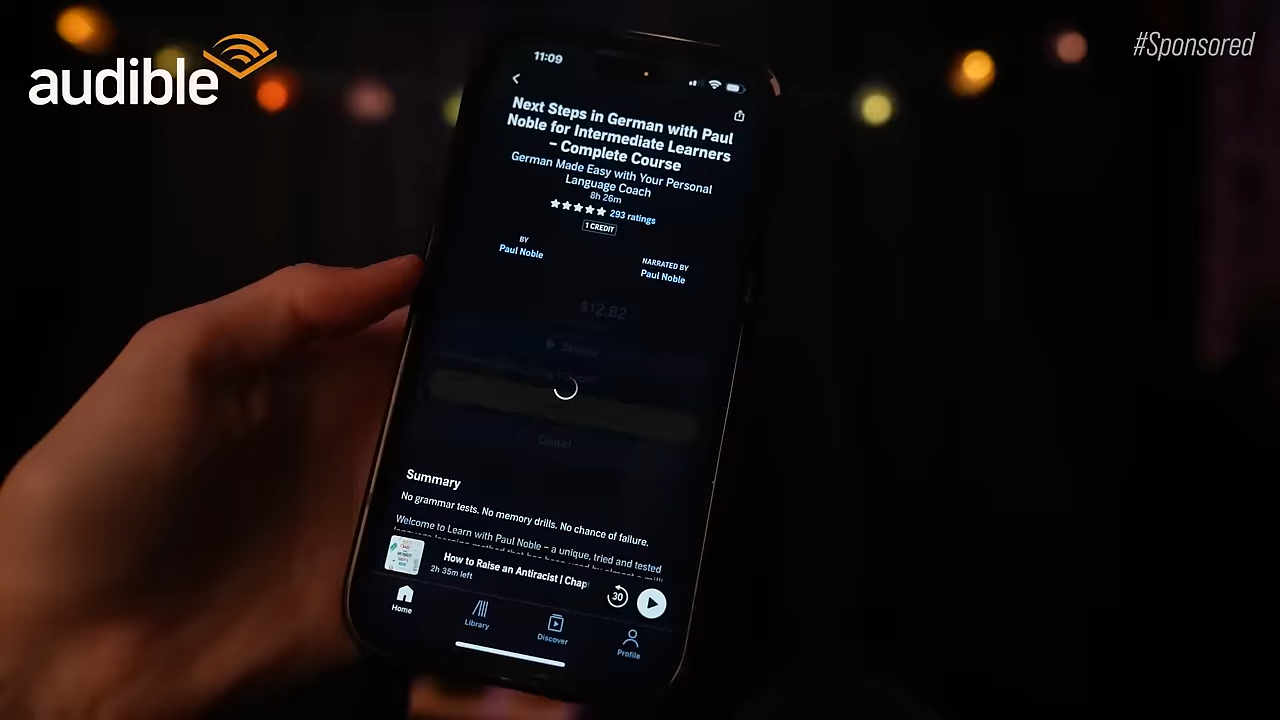 audible
#Sponsored
11:09
Next Steps in German with Paul
Noble for Intermediate Learners
– Complete Course
German Made Easy with Your Personal
Language Coach
8h 26m
293 ratings
1 CREDIT
BY
Paul Noble
NARRATED BY
Paul Noble
$12.82
Cancel
Summary
No grammar tests. No memory drills. No chance of failure.
Welcome to Learn with Paul Noble – a unique, tried and tested
How to Raise an Antiracist | Chap
2h 35m left
30
Home
Library
Discover
Profile